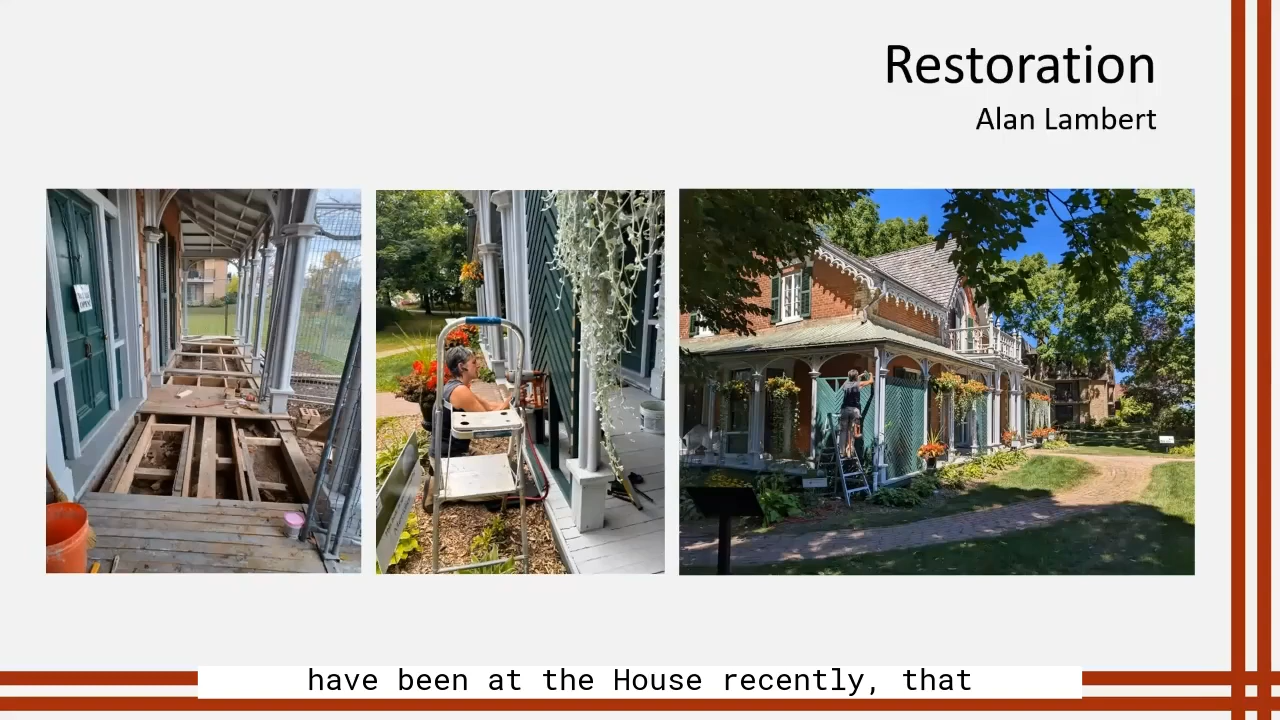 Restoration
Alan Lambert
have been at the House recently, that